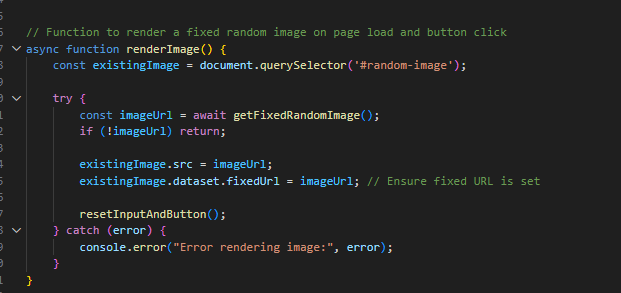 // Function to render a fixed random image on page load and button click
async function renderImage() {
    const existingImage = document.querySelector('#random-image');

    try {
        const imageUrl = await getFixedRandomImage();
        if (!imageUrl) return;

        existingImage.src = imageUrl;
        existingImage.dataset.fixedUrl = imageUrl; // Ensure fixed URL is set

        resetInputAndButton();
    } catch (error) {
        console.error("Error rendering image:", error);
    }
}